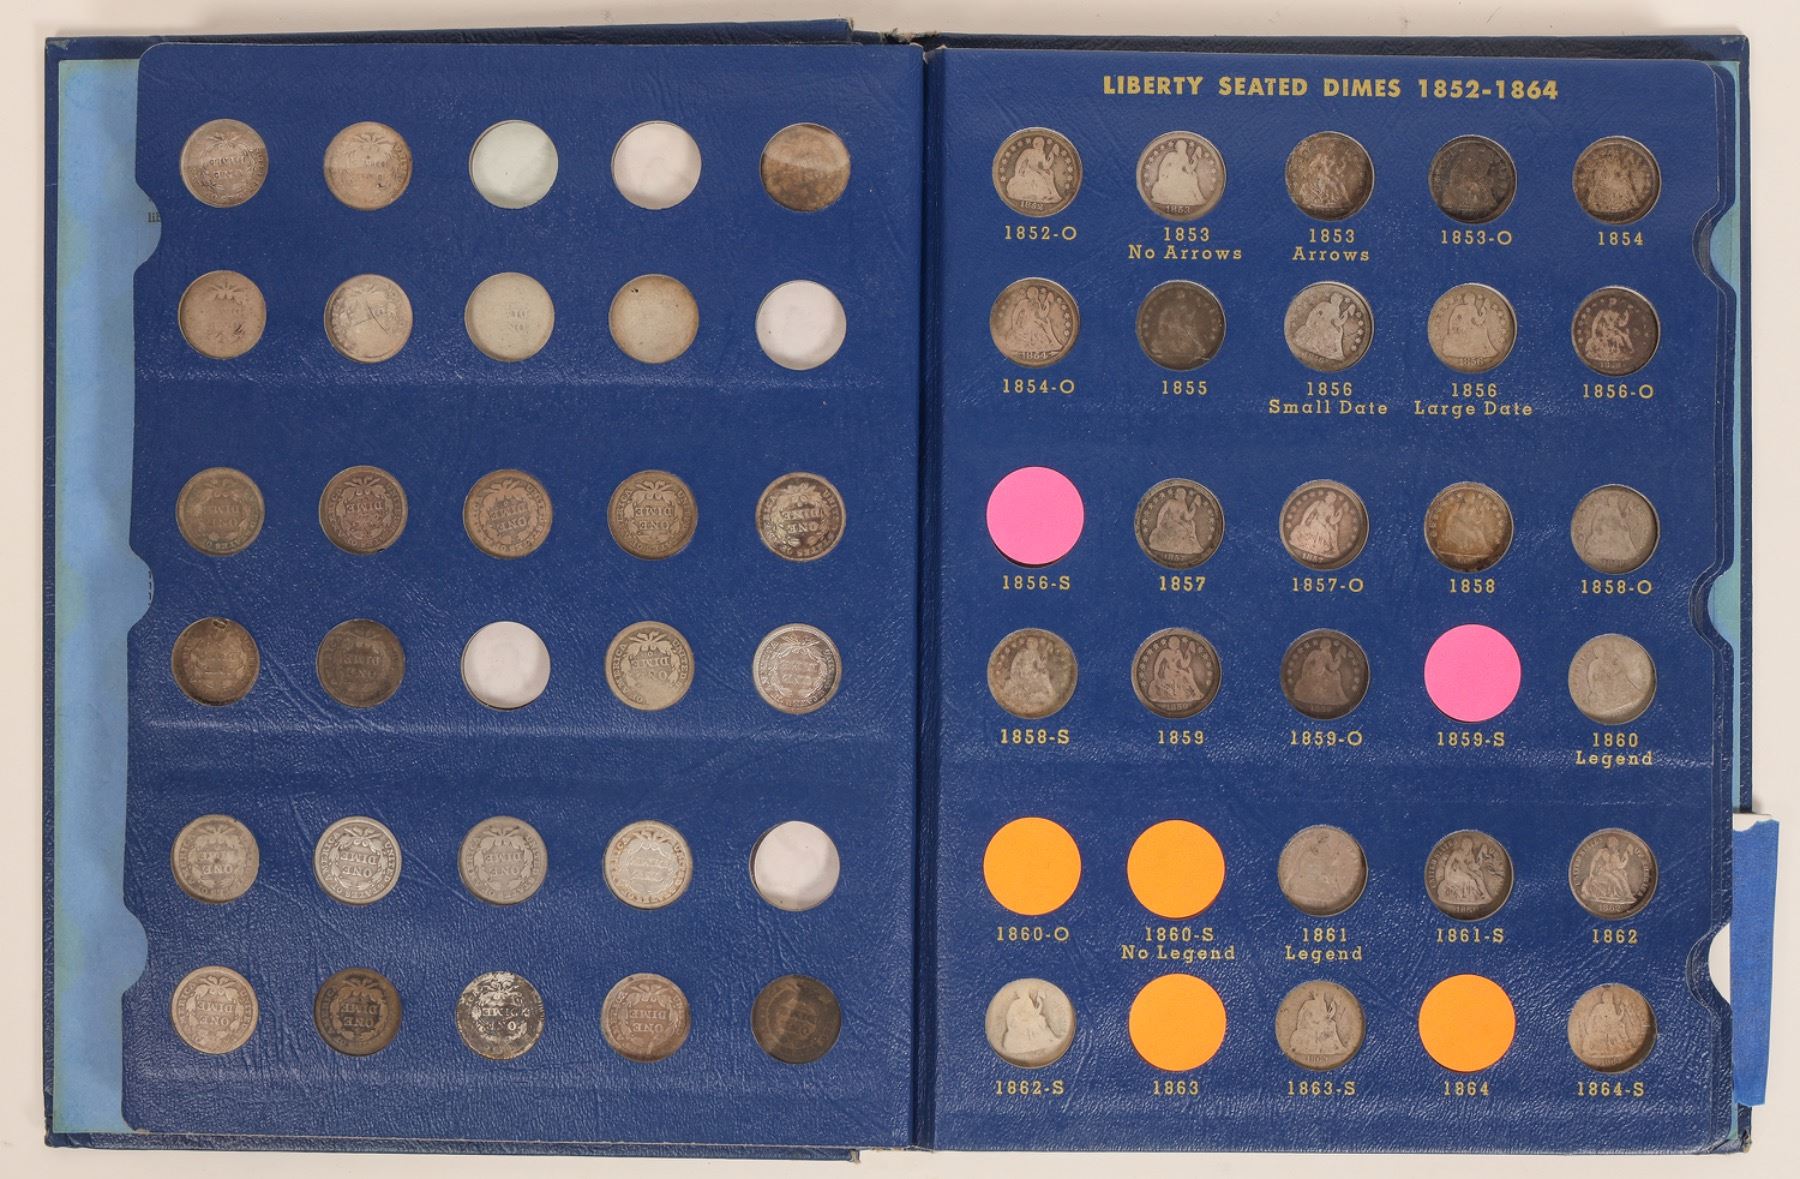 LIBERTY SEATED DIMES 1852-1864
1852-O
1853
No Arrows
1853
Arrows
1853-O
1854
1854-O
1855
1856
Small Date
1856
Large Date
1856-O
1856-S
1857
1857-O
1858
1858-O
1858-S
1859
1859-O
1859-S
1860
Legend
1860-O
1860-S
No Legend
1861
Legend
1861-S
1862
1862-S
1863
1863-S
1864
1864-S